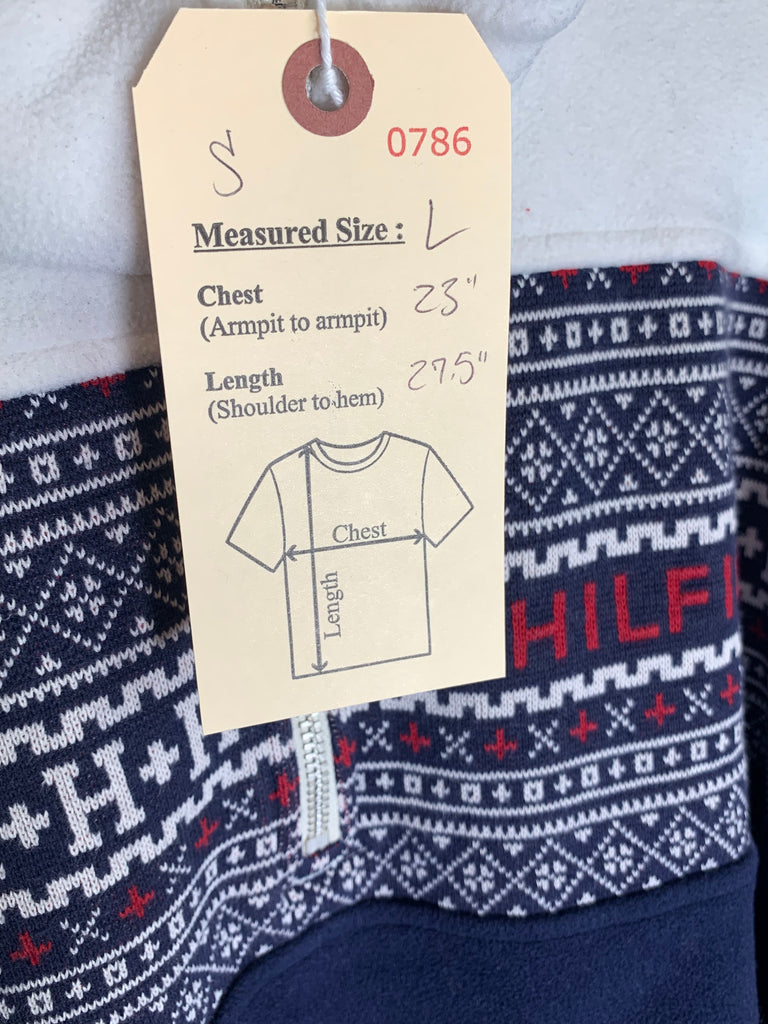 0786
S
Measured Size : L
Chest 23"
(Armpit to armpit)
Length 27.5"
(Shoulder to hem)
Chest
Length
HILFI
+H+